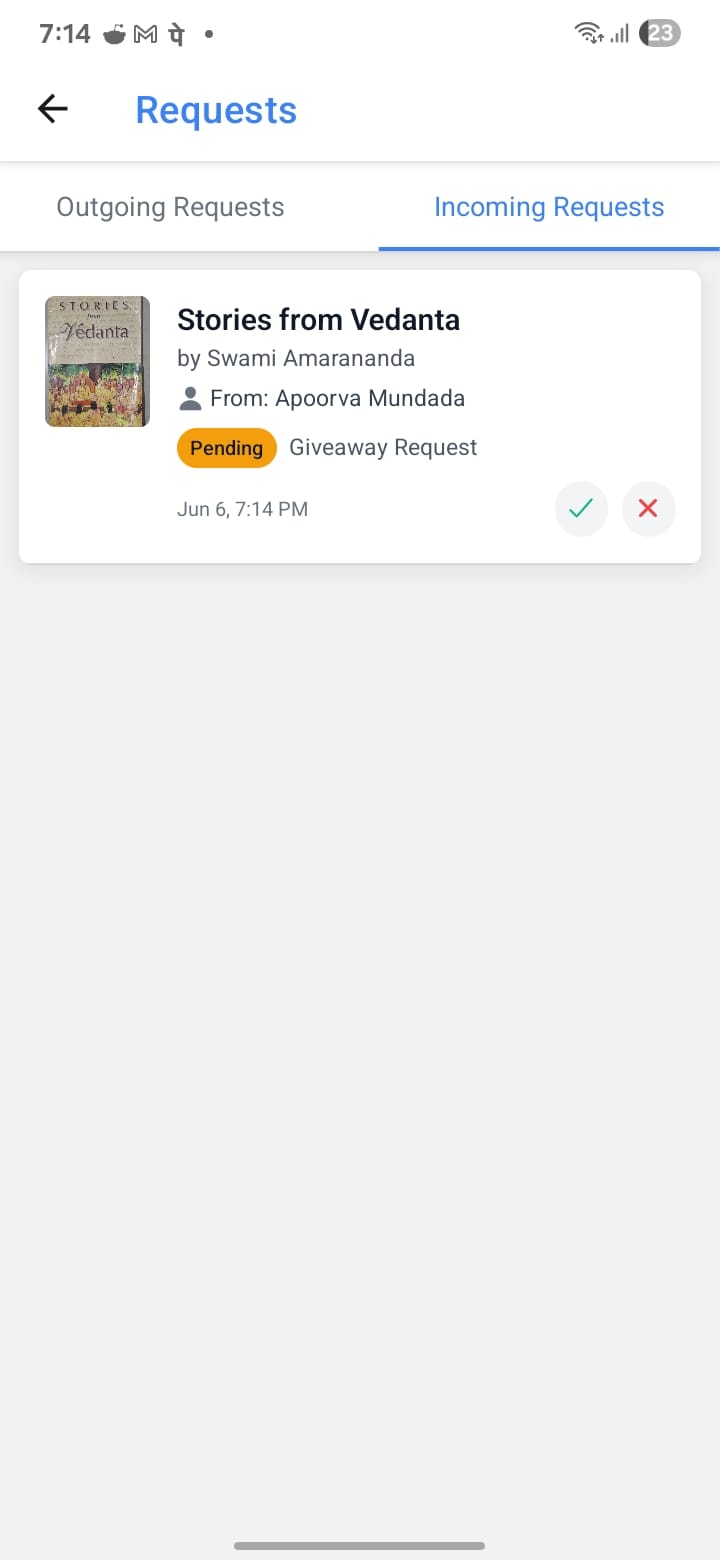 7:14 पे 23
Requests
Outgoing Requests Incoming Requests
STORIES
from
Vedanta
Stories from Vedanta
by Swami Amarananda
From: Apoorva Mundada
Pending Giveaway Request
Jun 6, 7:14 PM